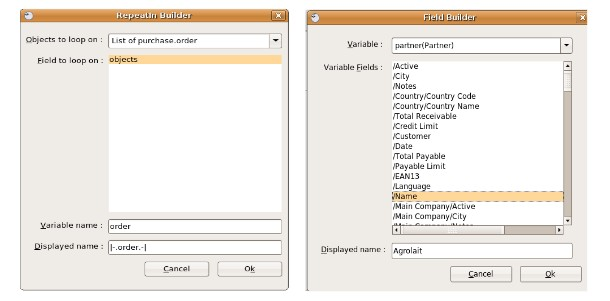 RepeatIn Builder
Objects to loop on :
List of purchase.order
Field to loop on :
objects
Variable name :
order
Displayed name :
|-.order.-|
Cancel
Ok
Field Builder
Variable :
partner(Partner)
Variable Fields :
/Active
/City
/Notes
/Country/Country Code
/Country/Country Name
/Total Receivable
/Credit Limit
/Customer
/Date
/Total Payable
/Payable Limit
/EAN13
/Language
/Name
/Main Company/Active
/Main Company/City
Displayed name :
Agrolait
Cancel
Ok